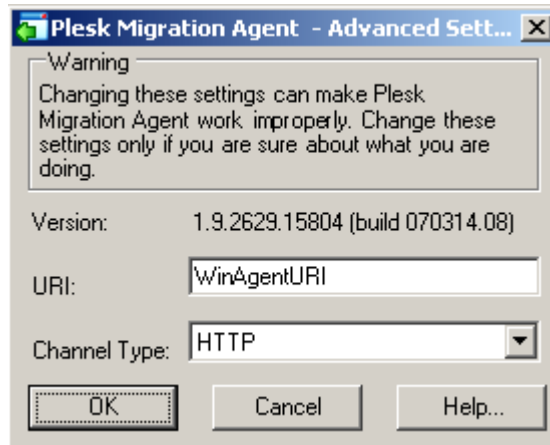 Plesk Migration Agent - Advanced Sett...
Warning
Changing these settings can make Plesk
Migration Agent work improperly. Change these
settings only if you are sure about what you are
doing.
Version: 1.9.2629.15804 (build 070314.08)
URI: WinAgentURI
Channel Type: HTTP
OK Cancel Help...